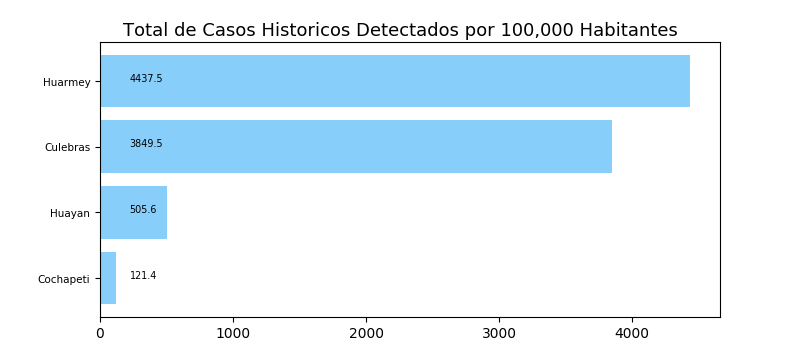 Total de Casos Historicos Detectados por 100,000 Habitantes
Huarmey 4437.5
Culebras 3849.5
Huayan 505.6
Cochapeti 121.4
0 1000 2000 3000 4000